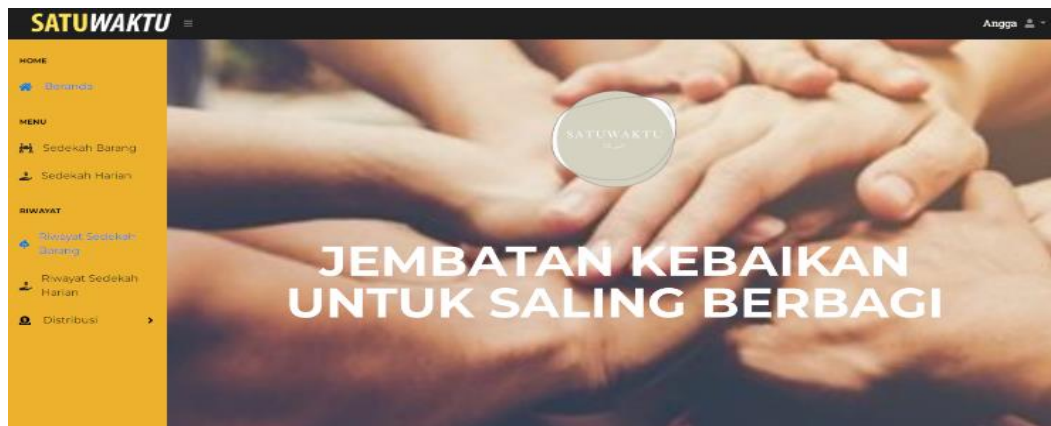 SATUWAKTU
Angga
HOME
Beranda
MENU
Sedekah Barang
Sedekah Harian
RIWAYAT
Riwayat Sedekah
Barang
Riwayat Sedekah
Harian
Distribusi
SATUWAKTU
JEMBATAN KEBAIKAN
UNTUK SALING BERBAGI